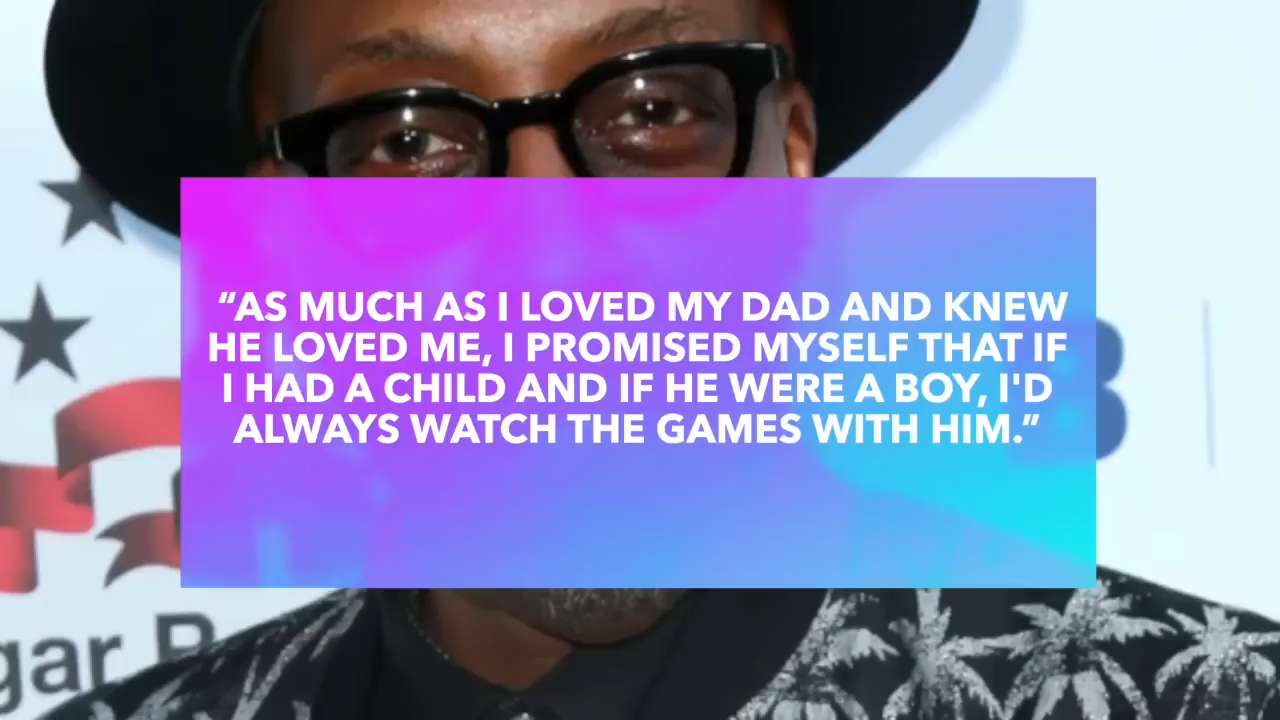 “AS MUCH AS I LOVED MY DAD AND KNEW
HE LOVED ME, I PROMISED MYSELF THAT IF
I HAD A CHILD AND IF HE WERE A BOY, I'D
ALWAYS WATCH THE GAMES WITH HIM.”